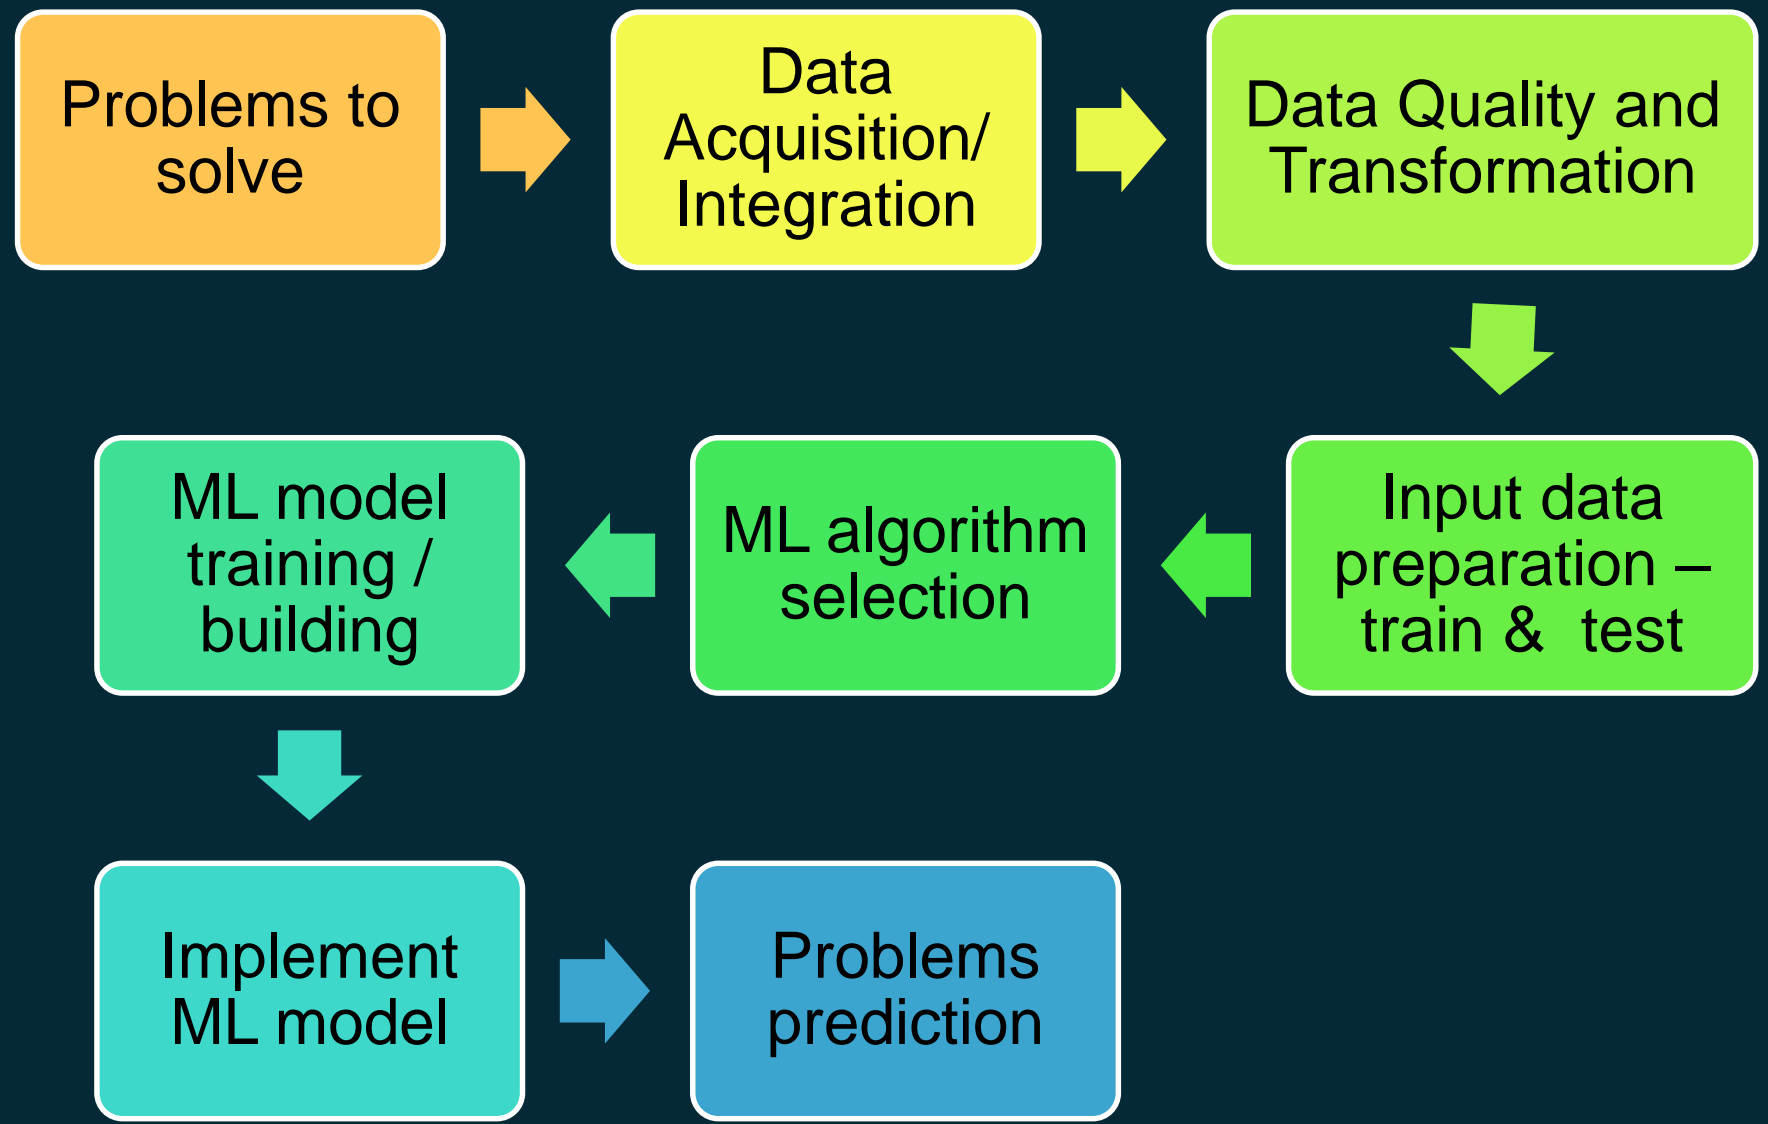 Problems to
solve
Data
Acquisition/
Integration
Data Quality and
Transformation
Input data
preparation –
train &  test
ML algorithm
selection
ML model
training /
building
Implement
ML model
Problems
prediction